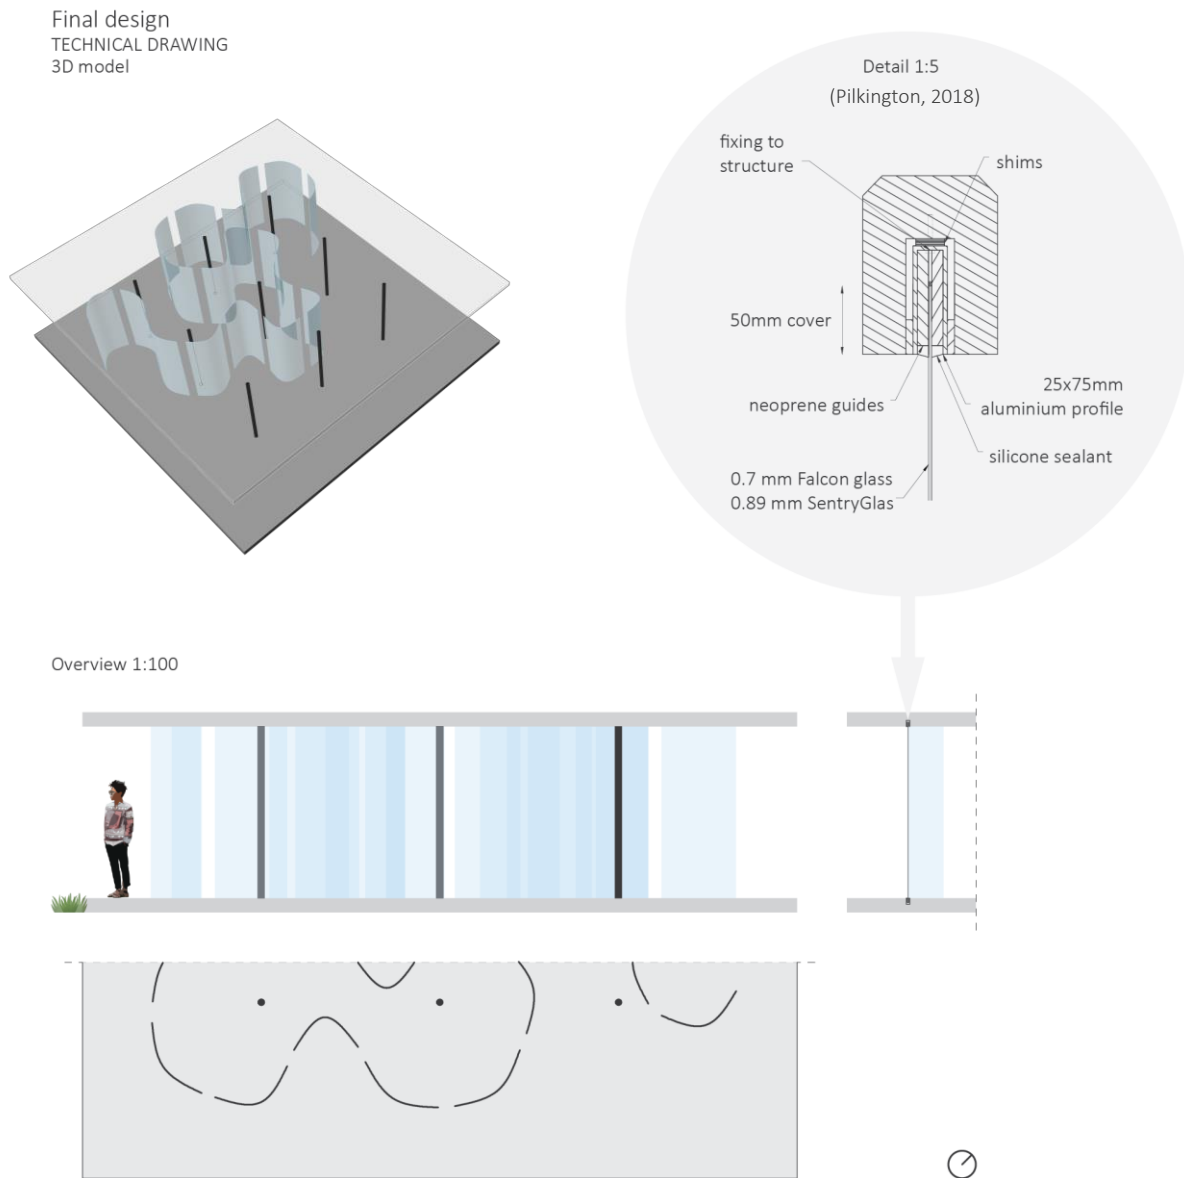 Final design
TECHNICAL DRAWING
3D model
Detail 1:5
(Pilkington, 2018)
fixing to
structure
shims
50mm cover
neoprene guides
25x75mm
aluminium profile
silicone sealant
0.7 mm Falcon glass
0.89 mm SentryGlas
Overview 1:100